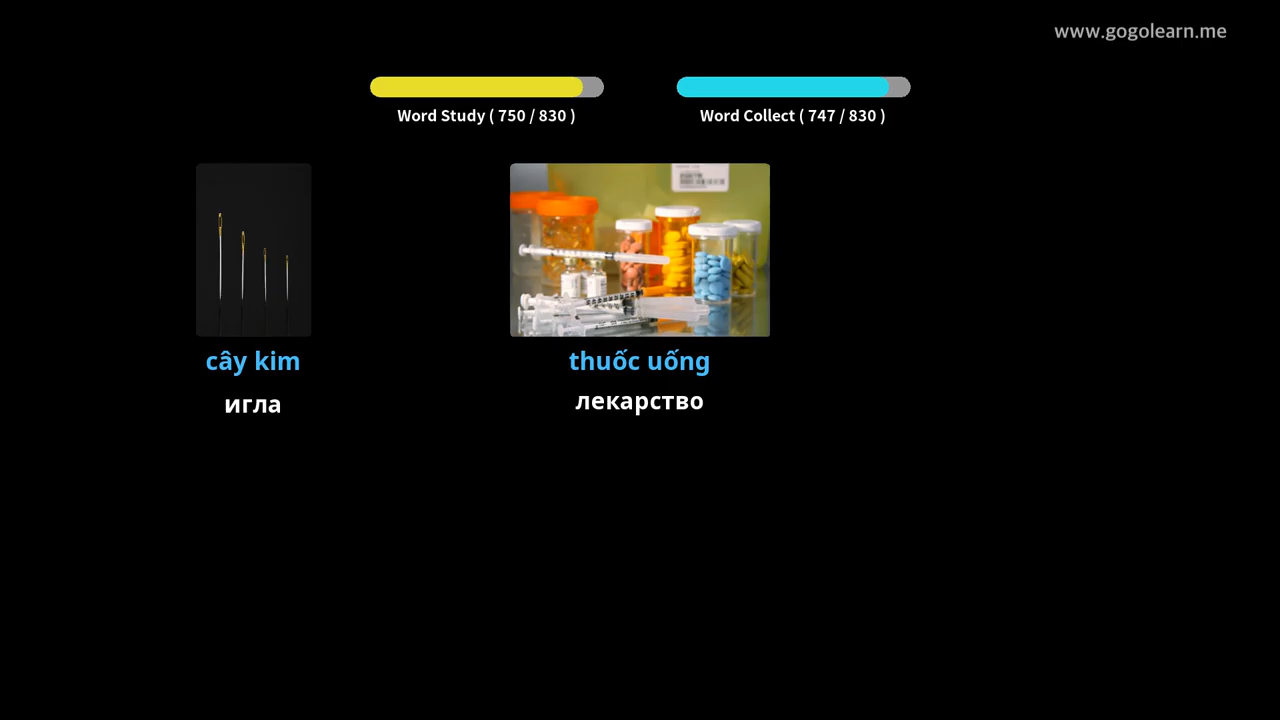 www.gogolearn.me
Word Study ( 750 / 830 )
Word Collect ( 747 / 830 )
cây kim
игла
thuốc uống
лекарство